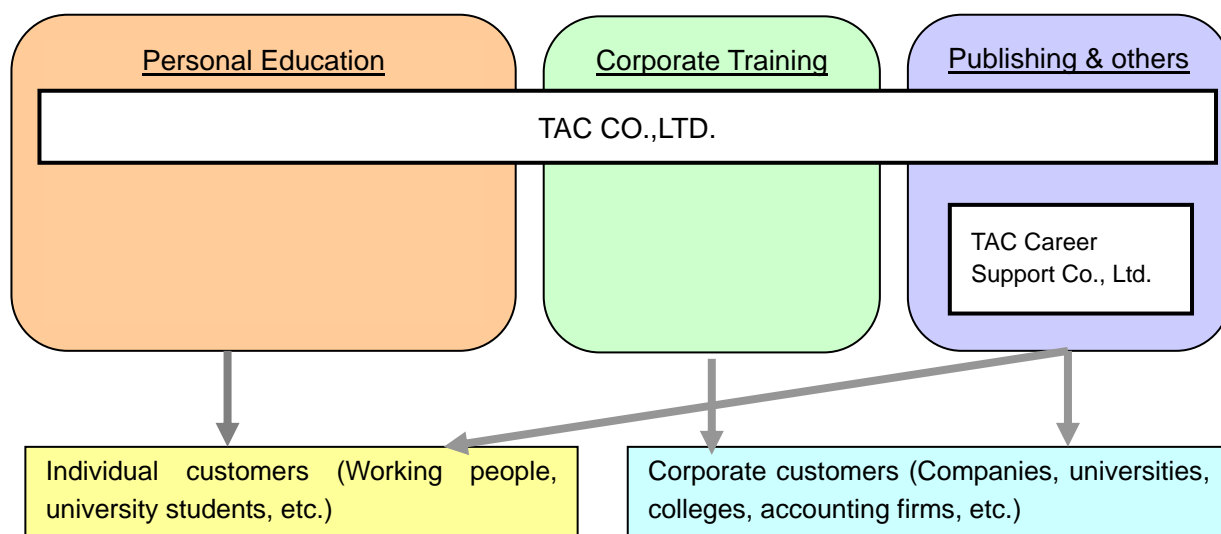 Personal Education
Corporate Training
Publishing & others
TAC CO.,LTD.
TAC Career
Support Co., Ltd.
Individual customers (Working people,
university students, etc.)
Corporate customers (Companies, universities,
colleges, accounting firms, etc.)